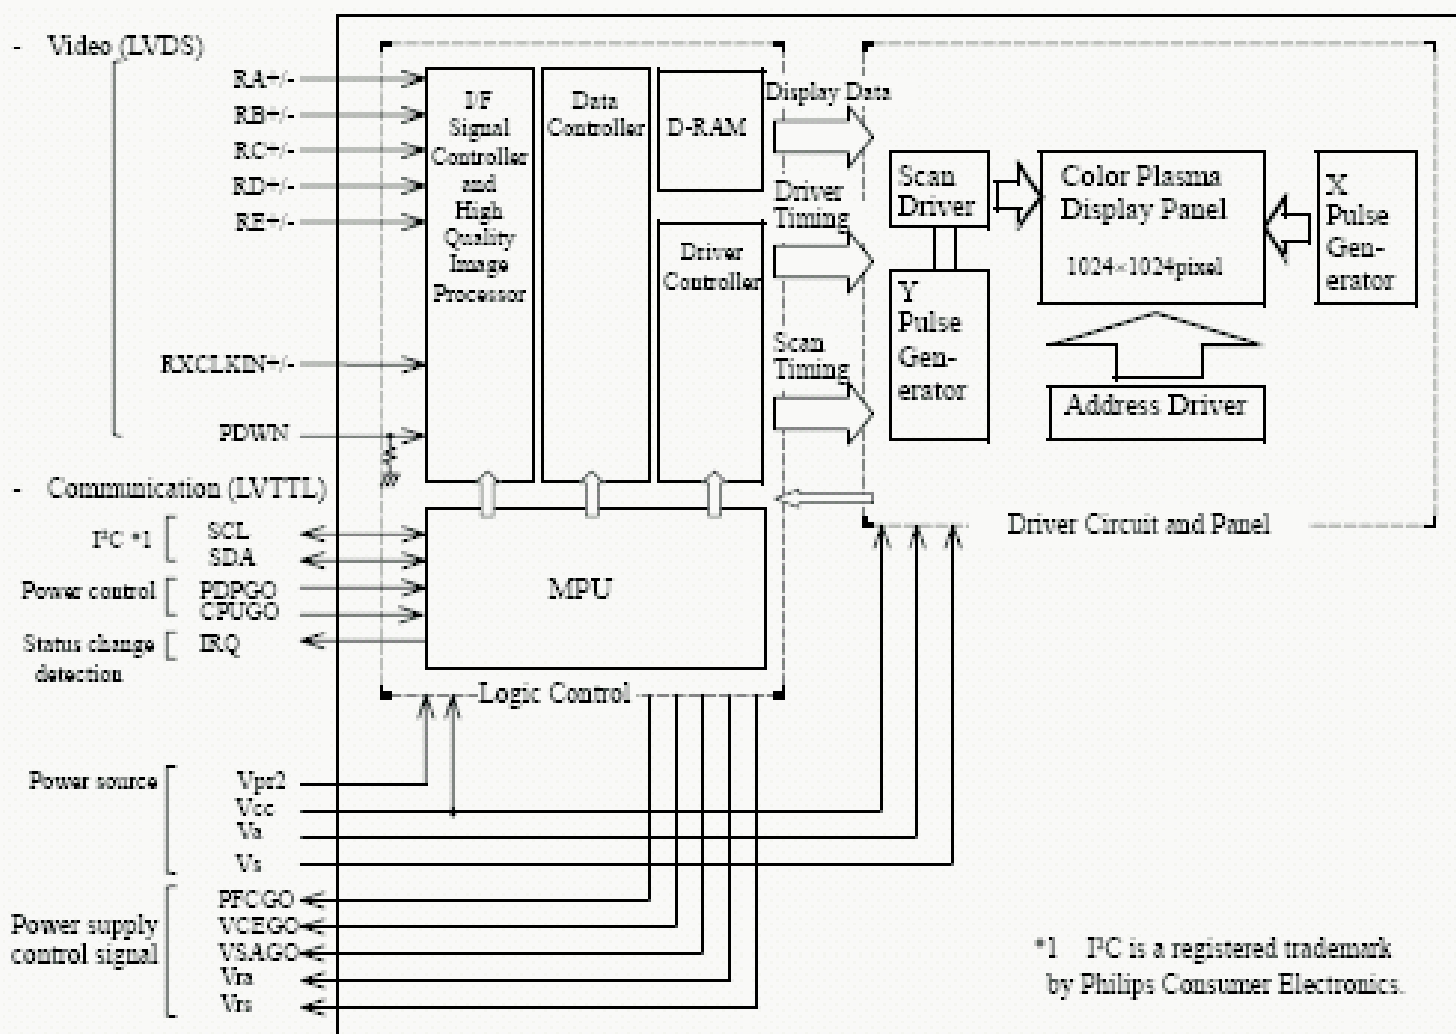 - Video (LVDS)
RA+/-
RB+/-
RC+/-
RD+/-
RE+/-
RXCLKIN+/-
PDWN
- Communication (LVTTL)
I²C *1
SCL
SDA
Power control
PDPGO
CPUGO
Status change
detection
IRQ
Power source
Vpr2
Vcc
Va
Vs
Power supply
control signal
PFCGO
VCEGO
VSAGO
Vra
Vrs
I/F
Signal
Controller
and
High
Quality
Image
Processor
Data
Controller
D-RAM
Driver
Controller
MPU
Logic Control
Display Data
Driver
Timing
Scan
Timing
Scan
Driver
Y
Pulse
Gen-
erator
Color Plasma
Display Panel
1024×1024pixel
X
Pulse
Gen-
erator
Address Driver
Driver Circuit and Panel
*1 I²C is a registered trademark
by Philips Consumer Electronics.